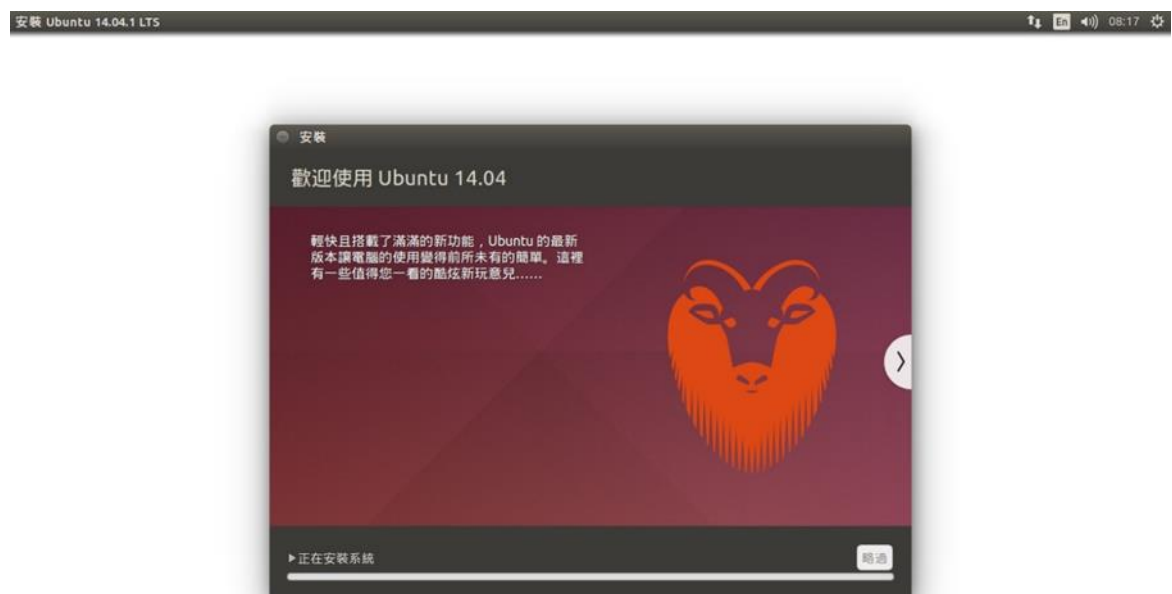 安裝 Ubuntu 14.04.1 LTS
En 08:17
安裝
歡迎使用 Ubuntu 14.04
輕快且搭載了滿滿的新功能，Ubuntu 的最新
版本讓電腦的使用變得前所未有的簡單。這裡
有一些值得您一看的酷炫新玩意兒......
正在安裝系統
略過